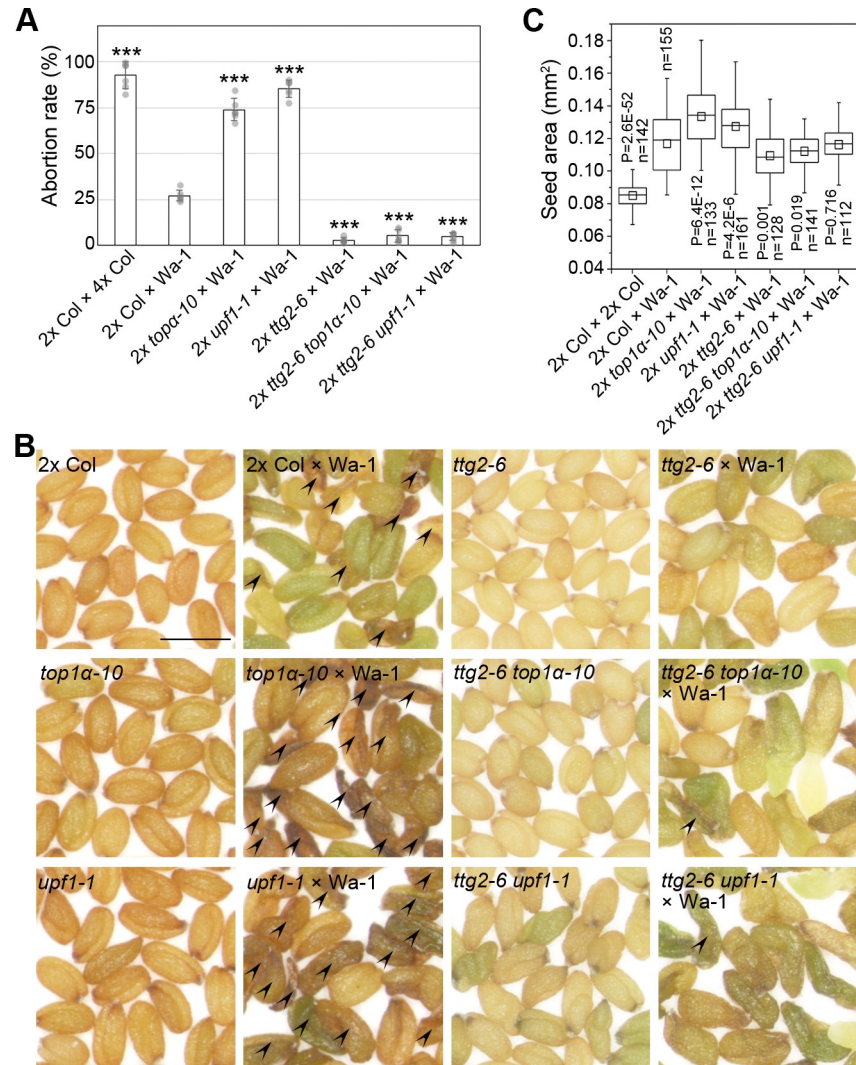 A
Abortion rate (%)
100
75
50
25
0
***
***
***
***
***
***
2x Col × 4x Col
2x Col × Wa-1
2x topα-10 × Wa-1
2x upf1-1 × Wa-1
2x ttg2-6 × Wa-1
2x ttg2-6 top1α-10 × Wa-1
2x ttg2-6 upf1-1 × Wa-1
C
Seed area (mm²)
0.18
0.16
0.14
0.12
0.10
0.08
0.06
0.04
P=2.6E-52
n=142
n=155
P=6.4E-12
n=133
P=4.2E-6
n=161
P=0.001
n=128
P=0.019
n=141
P=0.716
n=112
2x Col × 2x Col
2x Col × Wa-1
2x top1α-10 × Wa-1
2x upf1-1 × Wa-1
2x ttg2-6 × Wa-1
2x ttg2-6 top1α-10 × Wa-1
2x ttg2-6 upf1-1 × Wa-1
B
2x Col
2x Col × Wa-1
ttg2-6
ttg2-6 × Wa-1
top1α-10
top1α-10 × Wa-1
ttg2-6 top1α-10
ttg2-6 top1α-10
× Wa-1
upf1-1
upf1-1 × Wa-1
ttg2-6 upf1-1
ttg2-6 upf1-1
× Wa-1